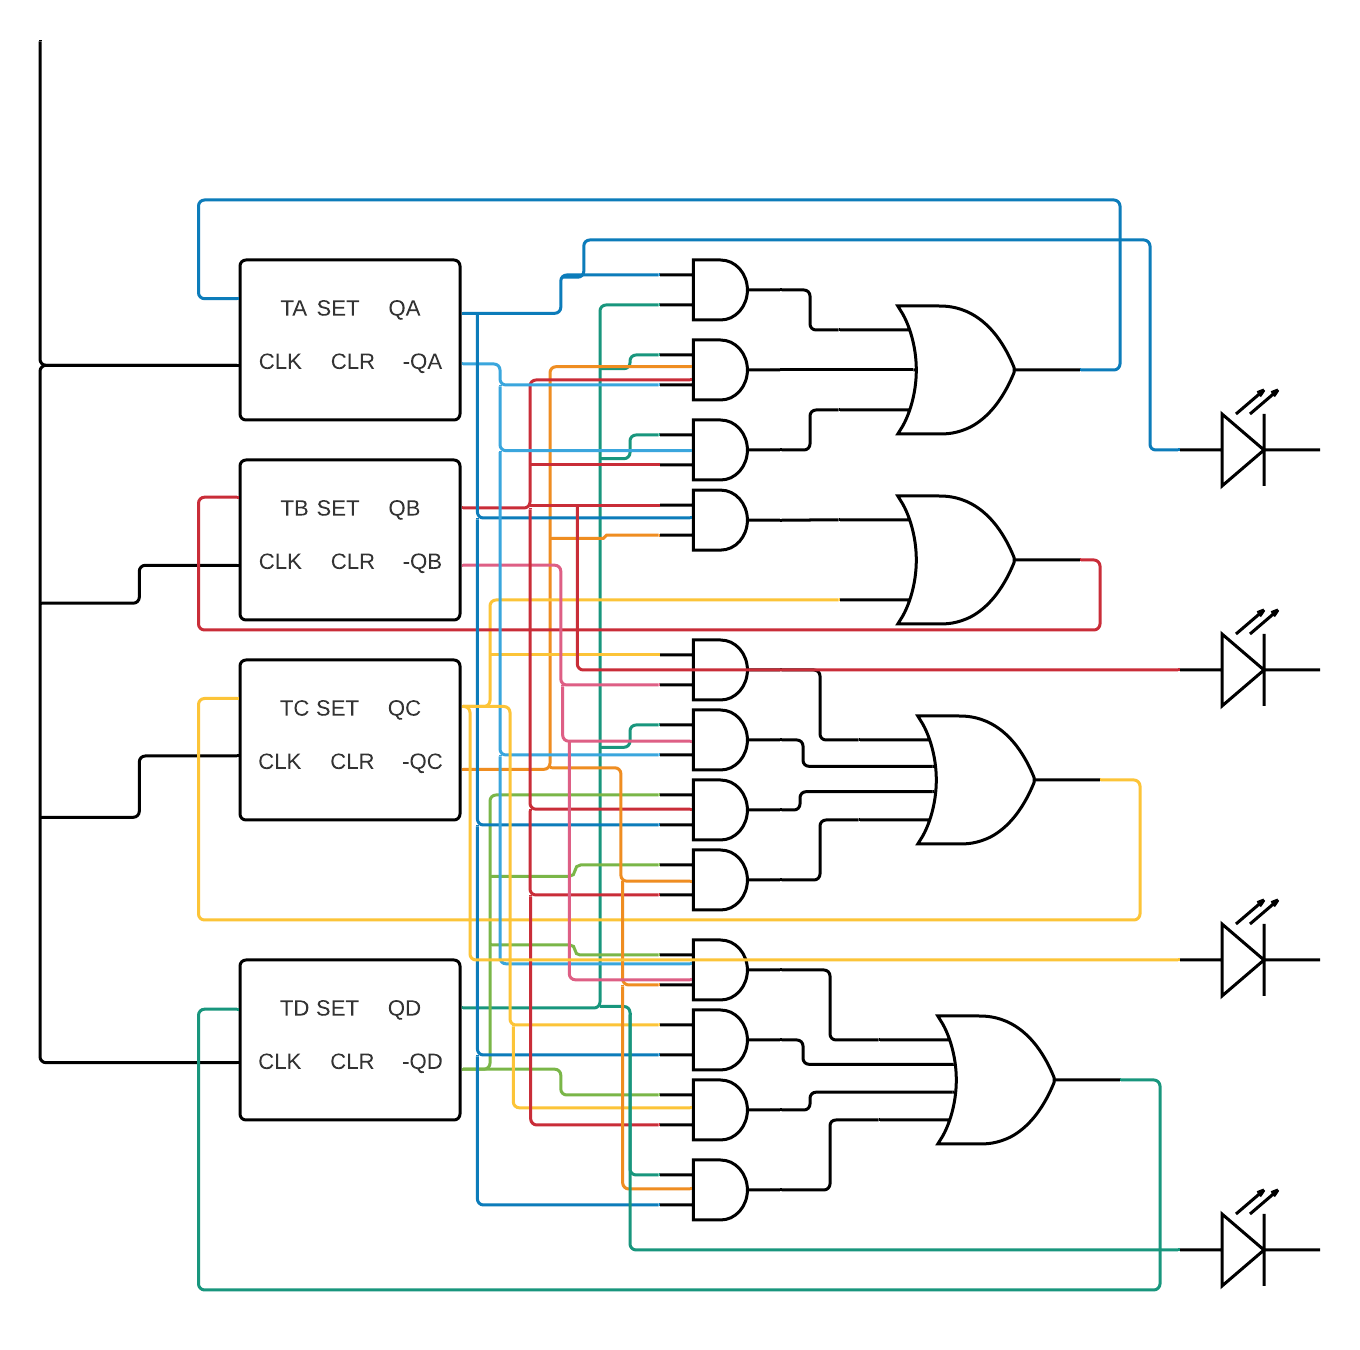 TA SET QA
CLK CLR -QA
TB SET QB
CLK CLR -QB
TC SET QC
CLK CLR -QC
TD SET QD
CLK CLR -QD